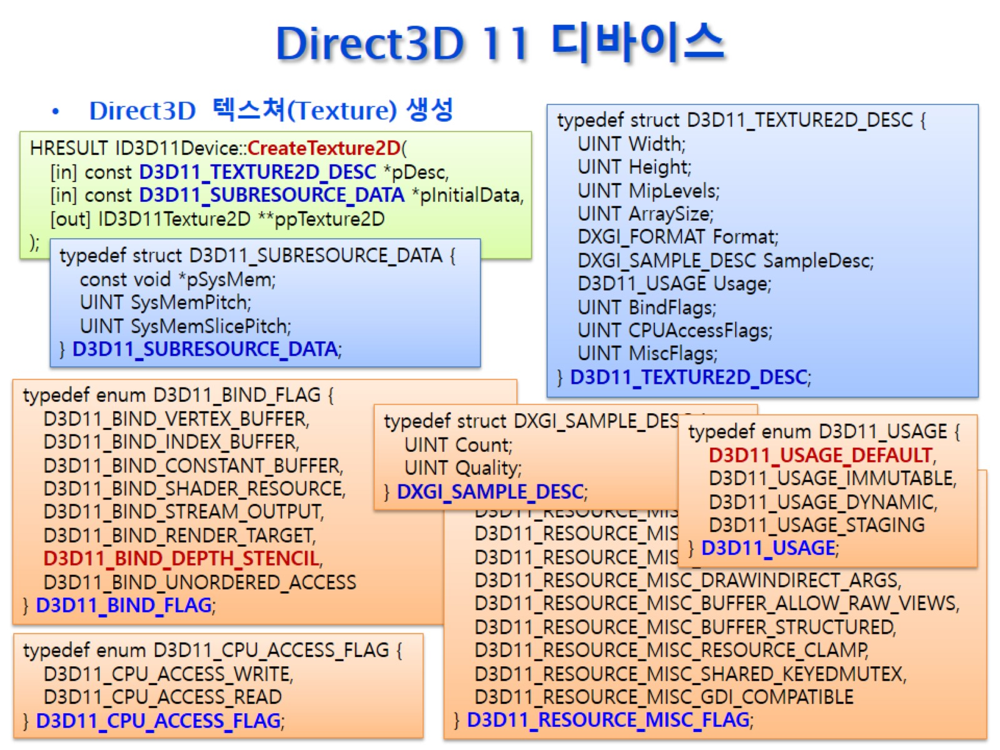 Direct3D 11 디바이스
• Direct3D 텍스쳐(Texture) 생성
HRESULT ID3D11Device::CreateTexture2D(
[in] const D3D11_TEXTURE2D_DESC *pDesc,
[in] const D3D11_SUBRESOURCE_DATA *pInitialData,
[out] ID3D11Texture2D **ppTexture2D
);
typedef struct D3D11_SUBRESOURCE_DATA {
const void *pSysMem;
UINT SysMemPitch;
UINT SysMemSlicePitch;
} D3D11_SUBRESOURCE_DATA;
typedef struct D3D11_TEXTURE2D_DESC {
UINT Width;
UINT Height;
UINT MipLevels;
UINT ArraySize;
DXGI_FORMAT Format;
DXGI_SAMPLE_DESC SampleDesc;
D3D11_USAGE Usage;
UINT BindFlags;
UINT CPUAccessFlags;
UINT MiscFlags;
} D3D11_TEXTURE2D_DESC;
typedef enum D3D11_BIND_FLAG {
D3D11_BIND_VERTEX_BUFFER,
D3D11_BIND_INDEX_BUFFER,
D3D11_BIND_CONSTANT_BUFFER,
D3D11_BIND_SHADER_RESOURCE,
D3D11_BIND_STREAM_OUTPUT,
D3D11_BIND_RENDER_TARGET,
D3D11_BIND_DEPTH_STENCIL,
D3D11_BIND_UNORDERED_ACCESS
} D3D11_BIND_FLAG;
typedef struct DXGI_SAMPLE_DES
UINT Count;
UINT Quality;
} DXGI_SAMPLE_DESC;
typedef enum D3D11_USAGE {
D3D11_USAGE_DEFAULT,
D3D11_USAGE_IMMUTABLE,
D3D11_USAGE_DYNAMIC,
D3D11_USAGE_STAGING
} D3D11_USAGE;
typedef enum D3D11_CPU_ACCESS_FLAG {
D3D11_CPU_ACCESS_WRITE,
D3D11_CPU_ACCESS_READ
} D3D11_CPU_ACCESS_FLAG;
D3D11_RESOURCE_MIS
D3D11_RESOURCE_MIS
D3D11_RESOURCE_MIS
D3D11_RESOURCE_MISC_DRAWINDIRECT_ARGS,
D3D11_RESOURCE_MISC_BUFFER_ALLOW_RAW_VIEWS,
D3D11_RESOURCE_MISC_BUFFER_STRUCTURED,
D3D11_RESOURCE_MISC_RESOURCE_CLAMP,
D3D11_RESOURCE_MISC_SHARED_KEYEDMUTEX,
D3D11_RESOURCE_MISC_GDI_COMPATIBLE
} D3D11_RESOURCE_MISC_FLAG;